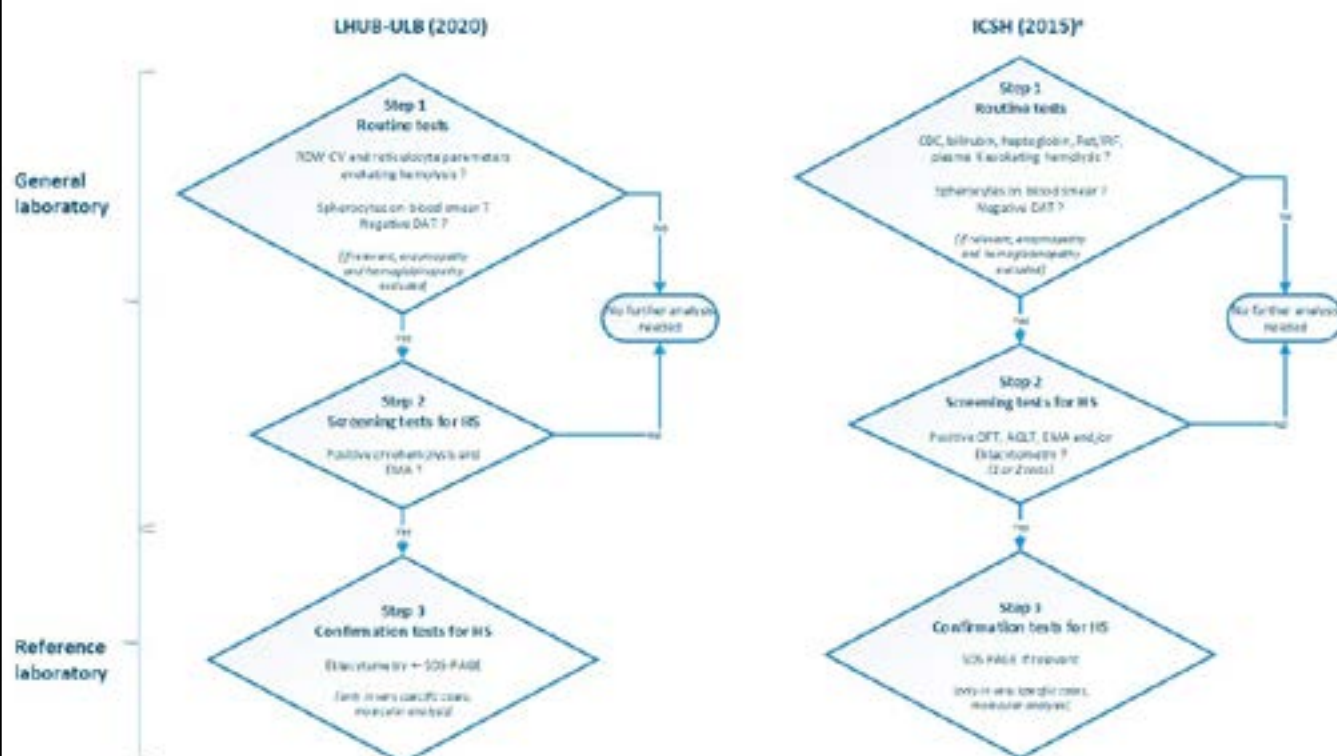 LHUB-ULB (2020)
ICSH (2015)*
General
laboratory
Step 1
Routine tests
RDW-CV and reticulocyte parameters
evokating hemolysis ?
Spherocytes on blood smear ?
Negative DAT ?
(If relevant, enzymopathy
and hemoglobinopathy
evaluated)
No
No further analysis
needed
Yes
Step 2
Screening tests for HS
Positive cryohemolysis and
EMA ?
No
Yes
Reference
laboratory
Step 3
Confirmation tests for HS
Ektacytometry SDS-PAGE
(only in very specific cases,
molecular analysis)
Step 1
Routine tests
CBC, bilirubin, haptoglobin, Ret/IRF,
plasma evokating hemolysis ?
Spherocytes on blood smear ?
Negative DAT ?
(If relevant, enzymopathy
and hemoglobinopathy
evaluated)
No
No further analysis
needed
Yes
Step 2
Screening tests for HS
Positive OFT, AGLT, EMA and/or
Ektacytometry ?
(1 or 2 tests)
No
Yes
Step 3
Confirmation tests for HS
SDS-PAGE if relevant
(only in very specific cases,
molecular analysis)